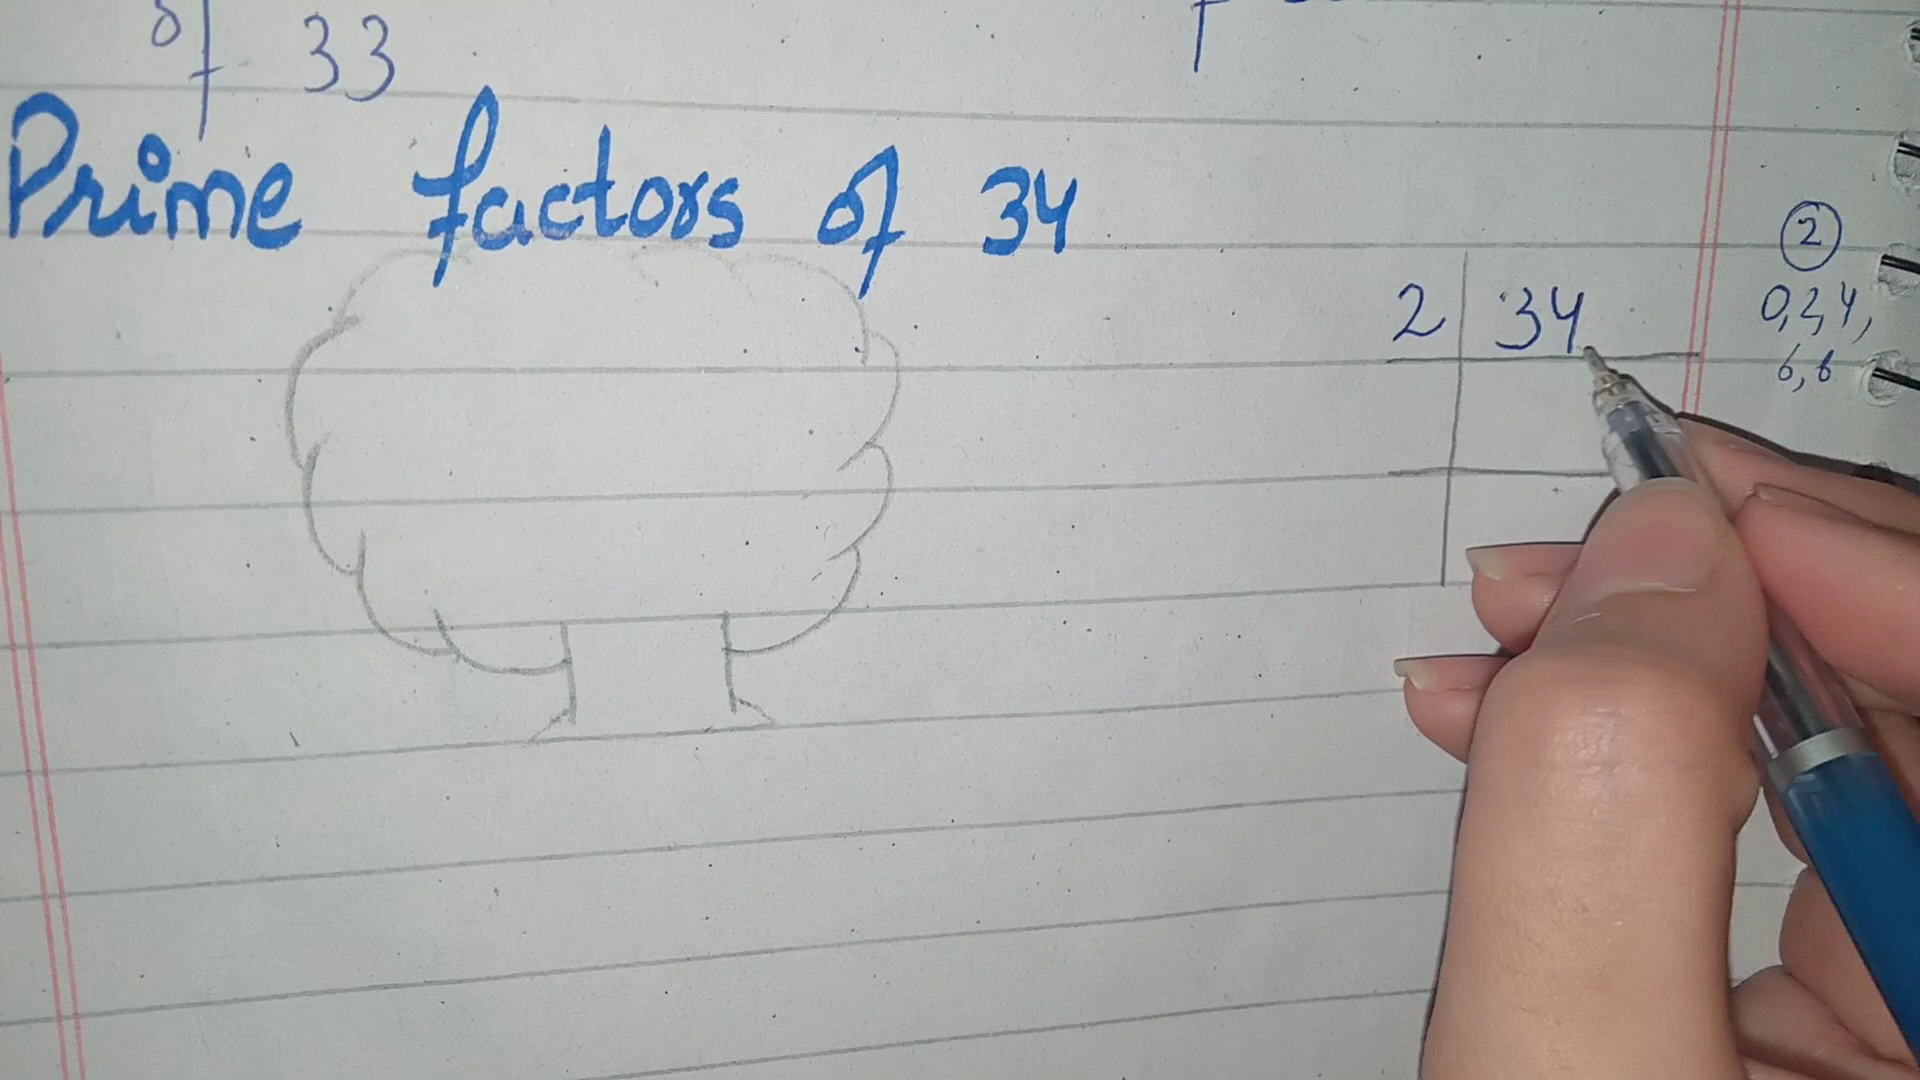 of 33
Prime factors of 34
2 34
2
0,2,4,
6,8